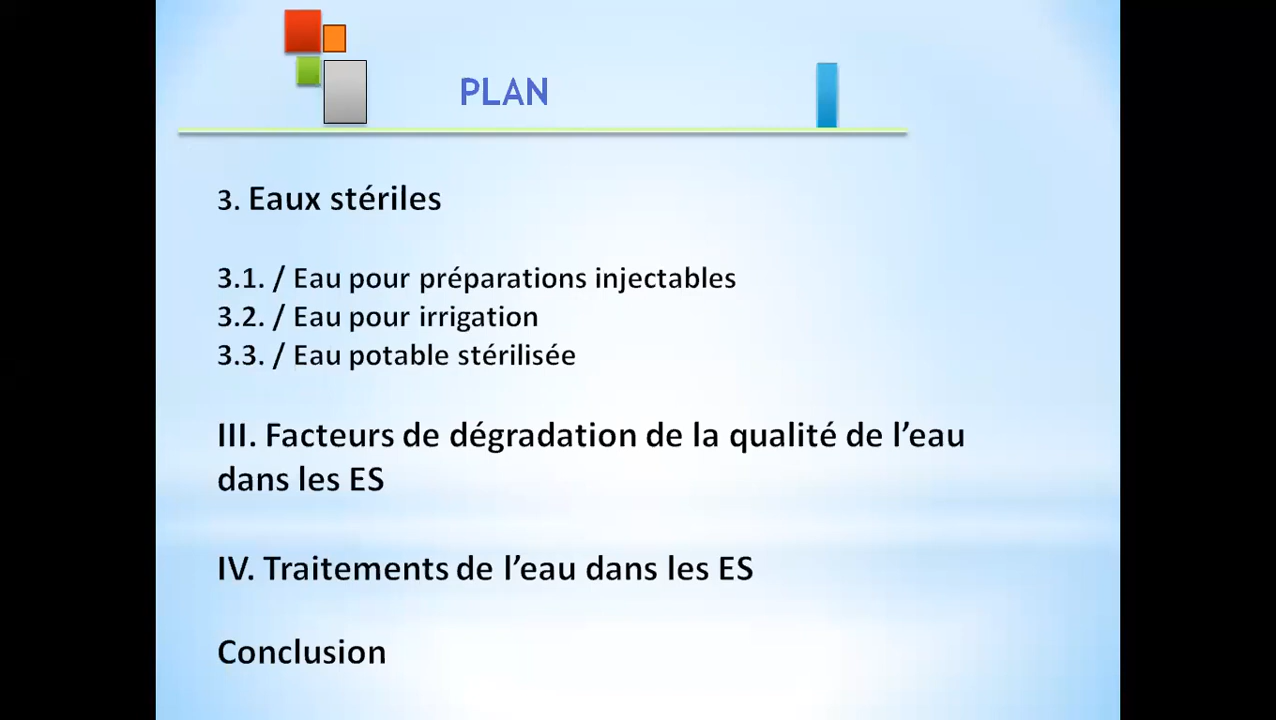 PLAN
3. Eaux stériles
3.1. / Eau pour préparations injectables
3.2. / Eau pour irrigation
3.3. / Eau potable stérilisée
III. Facteurs de dégradation de la qualité de l’eau
dans les ES
IV. Traitements de l’eau dans les ES
Conclusion